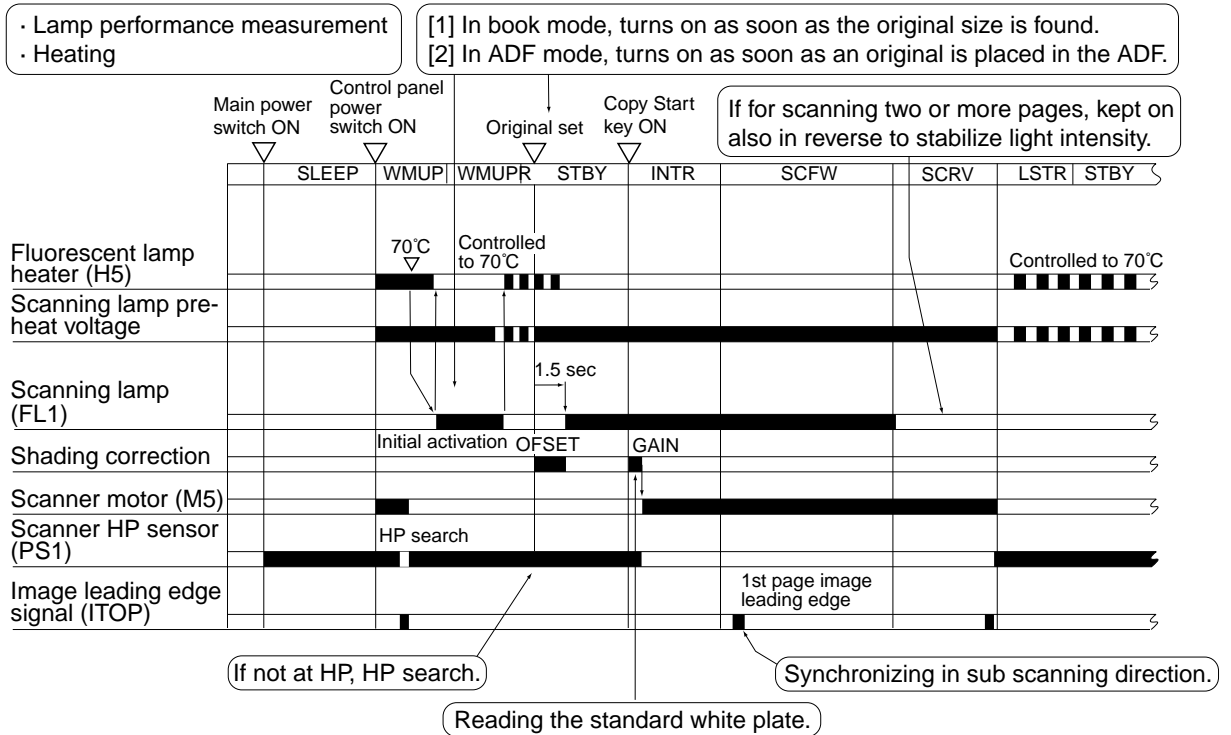 · Lamp performance measurement
· Heating
[1] In book mode, turns on as soon as the original size is found.
[2] In ADF mode, turns on as soon as an original is placed in the ADF.
Main power
switch ON
Control panel
power
switch ON
Original set
Copy Start
key ON
If for scanning two or more pages, kept on
also in reverse to stabilize light intensity.
SLEEP WMUP WMUPR STBY INTR SCFW SCRV LSTR STBY
Fluorescent lamp
heater (H5)
70℃
Controlled
to 70℃
Controlled to 70℃
Scanning lamp pre-
heat voltage
Scanning lamp
(FL1)
1.5 sec
Initial activation
Shading correction
OFSET
GAIN
Scanner motor (M5)
Scanner HP sensor
(PS1)
HP search
Image leading edge
signal (ITOP)
1st page image
leading edge
If not at HP, HP search.
Synchronizing in sub scanning direction.
Reading the standard white plate.